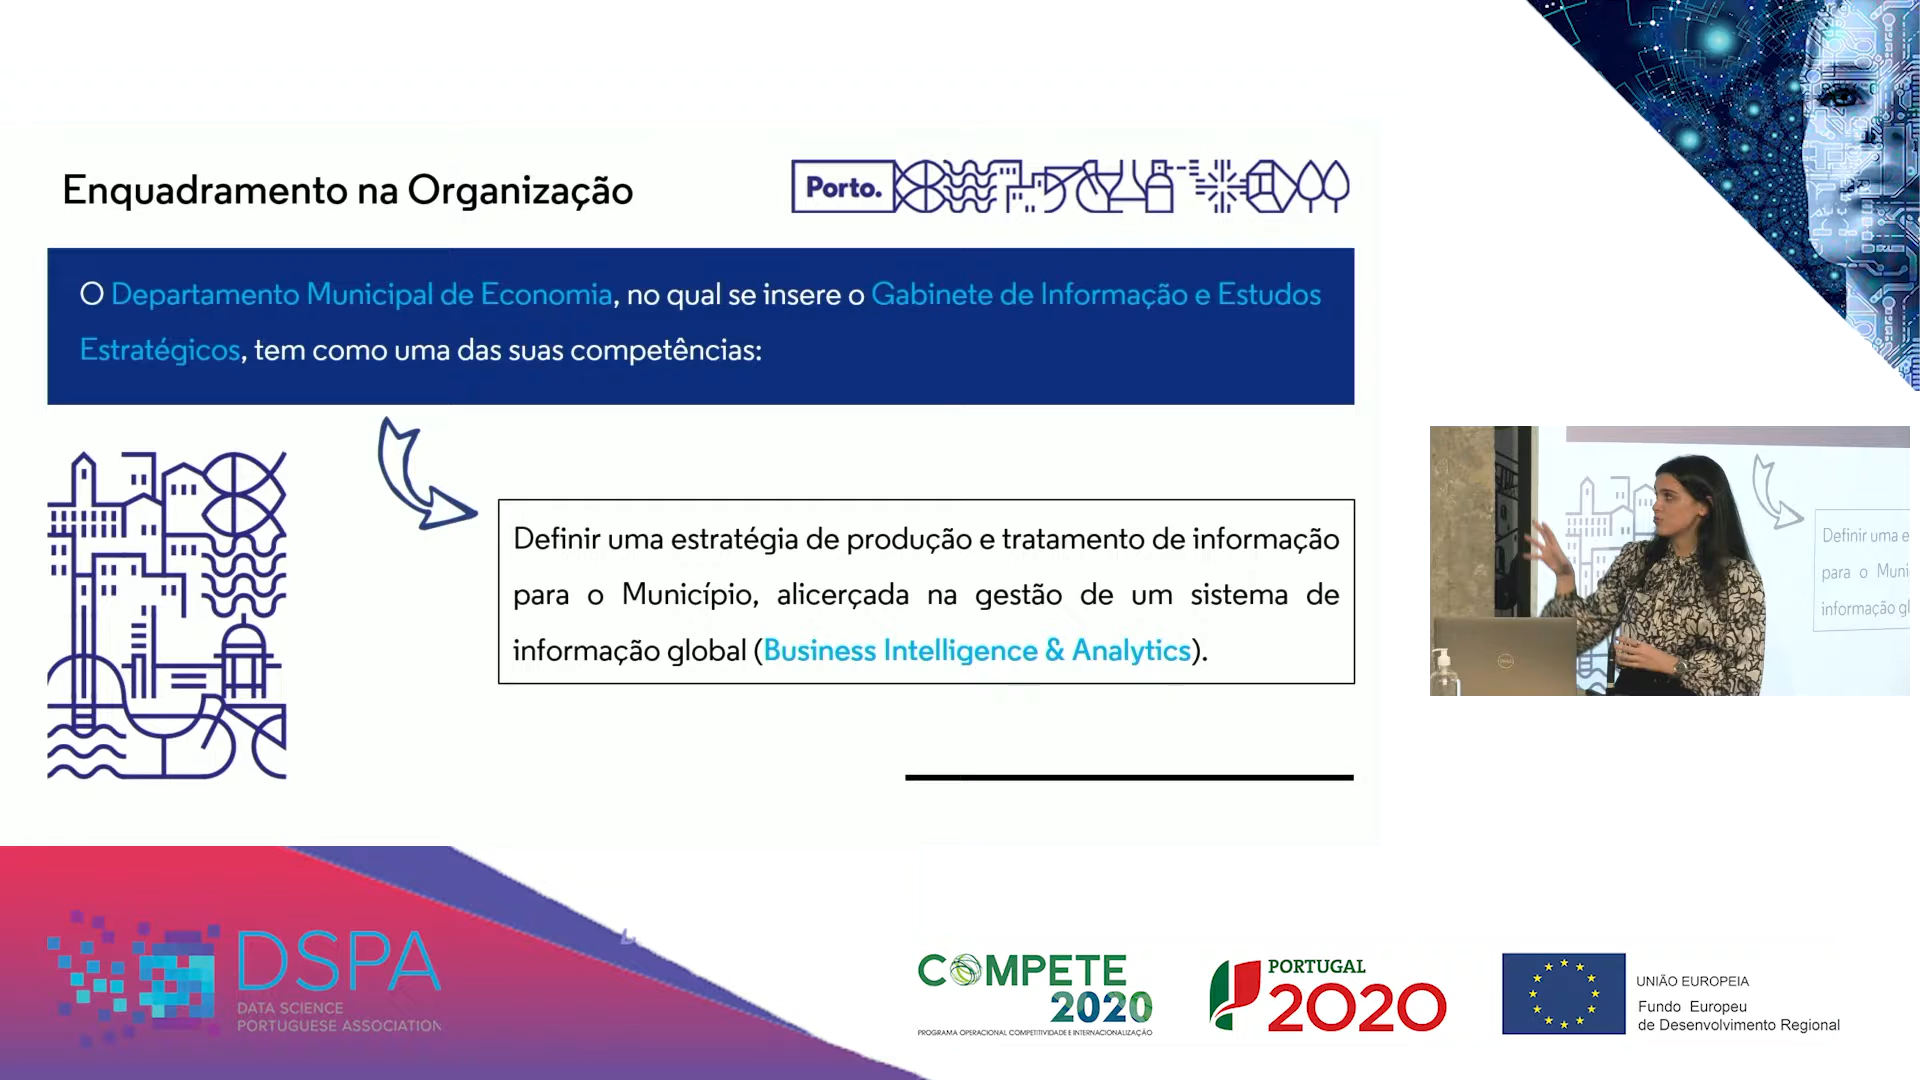 Enquadramento na Organização
Porto.
O Departamento Municipal de Economia, no qual se insere o Gabinete de Informação e Estudos
Estratégicos, tem como uma das suas competências:
Definir uma estratégia de produção e tratamento de informação
para o Município, alicerçada na gestão de um sistema de
informação global (Business Intelligence & Analytics).
Definir uma e
para o Muni
informação gl
DELL
DSPA
DATA SCIENCE
PORTUGUESE ASSOCIATION
COMPETE
2020
PROGRAMA OPERACIONAL COMPETITIVIDADE E INTERNACIONALIZAÇÃO
PORTUGAL
2020
UNIÃO EUROPEIA
Fundo Europeu
de Desenvolvimento Regional